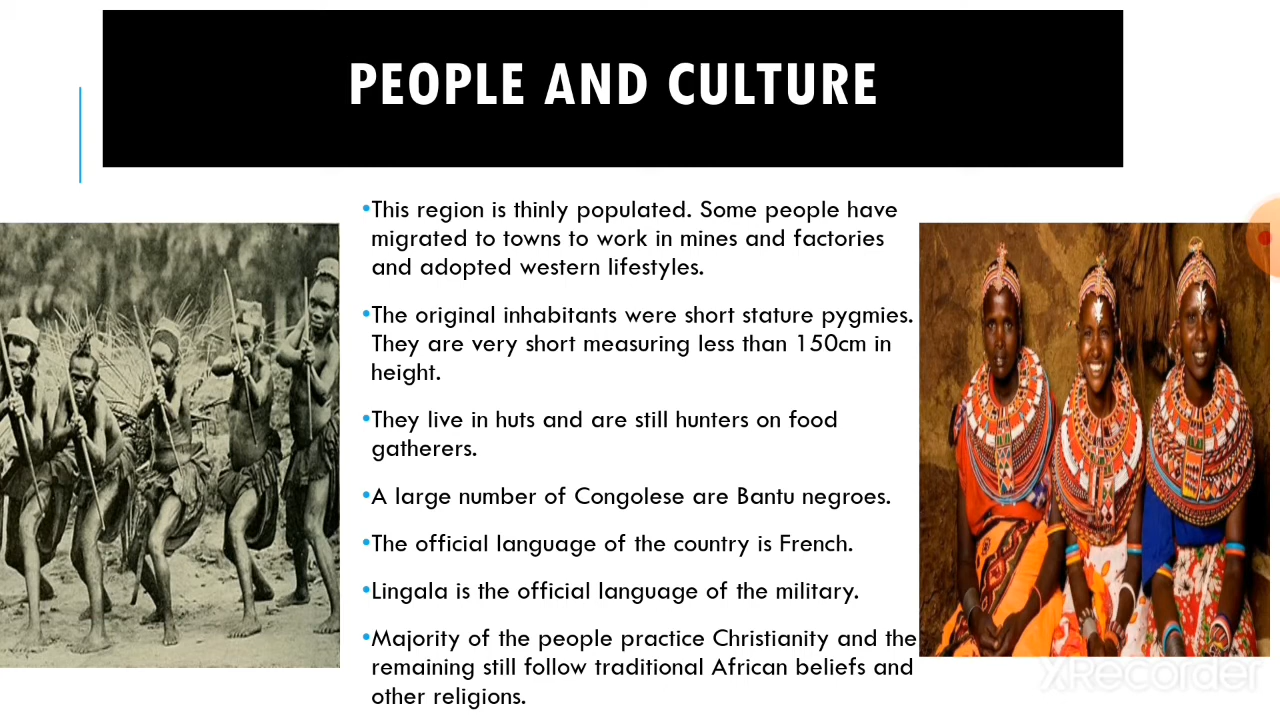 PEOPLE AND CULTURE
•This region is thinly populated. Some people have
migrated to towns to work in mines and factories
and adopted western lifestyles.
•The original inhabitants were short stature pygmies.
They are very short measuring less than 150cm in
height.
•They live in huts and are still hunters on food
gatherers.
•A large number of Congolese are Bantu negroes.
•The official language of the country is French.
•Lingala is the official language of the military.
•Majority of the people practice Christianity and the
remaining still follow traditional African beliefs and
other religions.
XRecorder